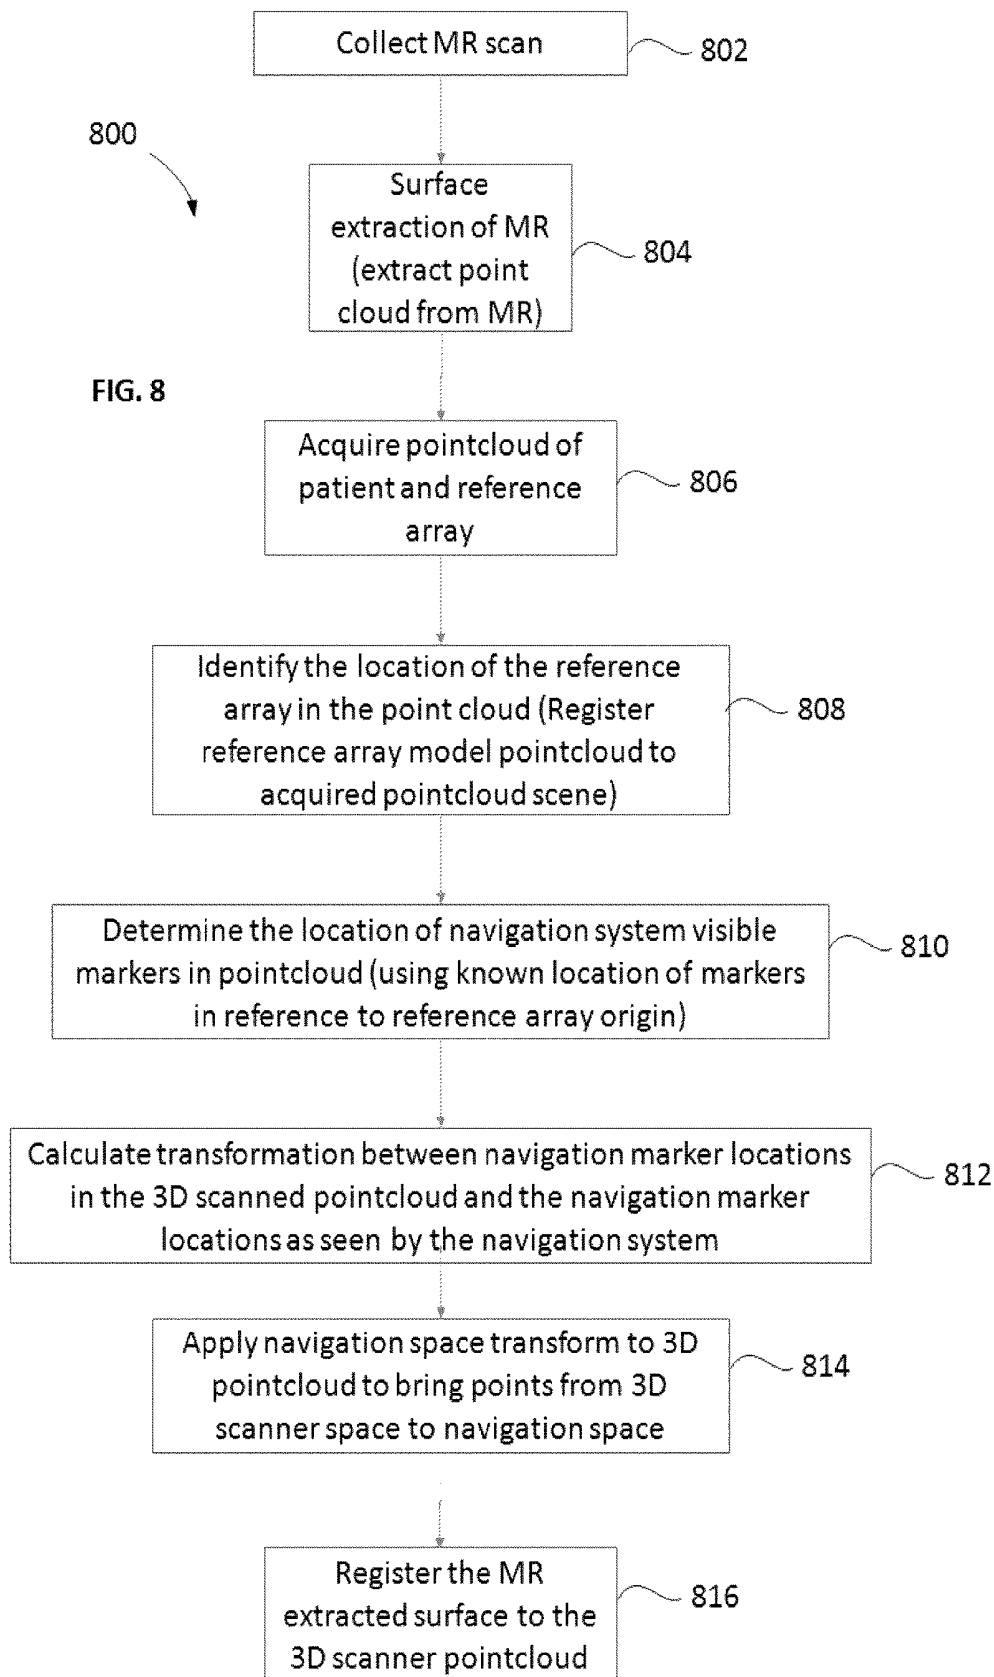 Collect MR scan
802
800
Surface
extraction of MR
(extract point
cloud from MR)
804
FIG. 8
Acquire pointcloud of
patient and reference
array
806
Identify the location of the reference
array in the point cloud (Register
reference array model pointcloud to
acquired pointcloud scene)
808
Determine the location of navigation system visible
markers in pointcloud (using known location of markers
in reference to reference array origin)
810
Calculate transformation between navigation marker locations
in the 3D scanned pointcloud and the navigation marker
locations as seen by the navigation system
812
Apply navigation space transform to 3D
pointcloud to bring points from 3D
scanner space to navigation space
814
Register the MR
extracted surface to the
3D scanner pointcloud
816